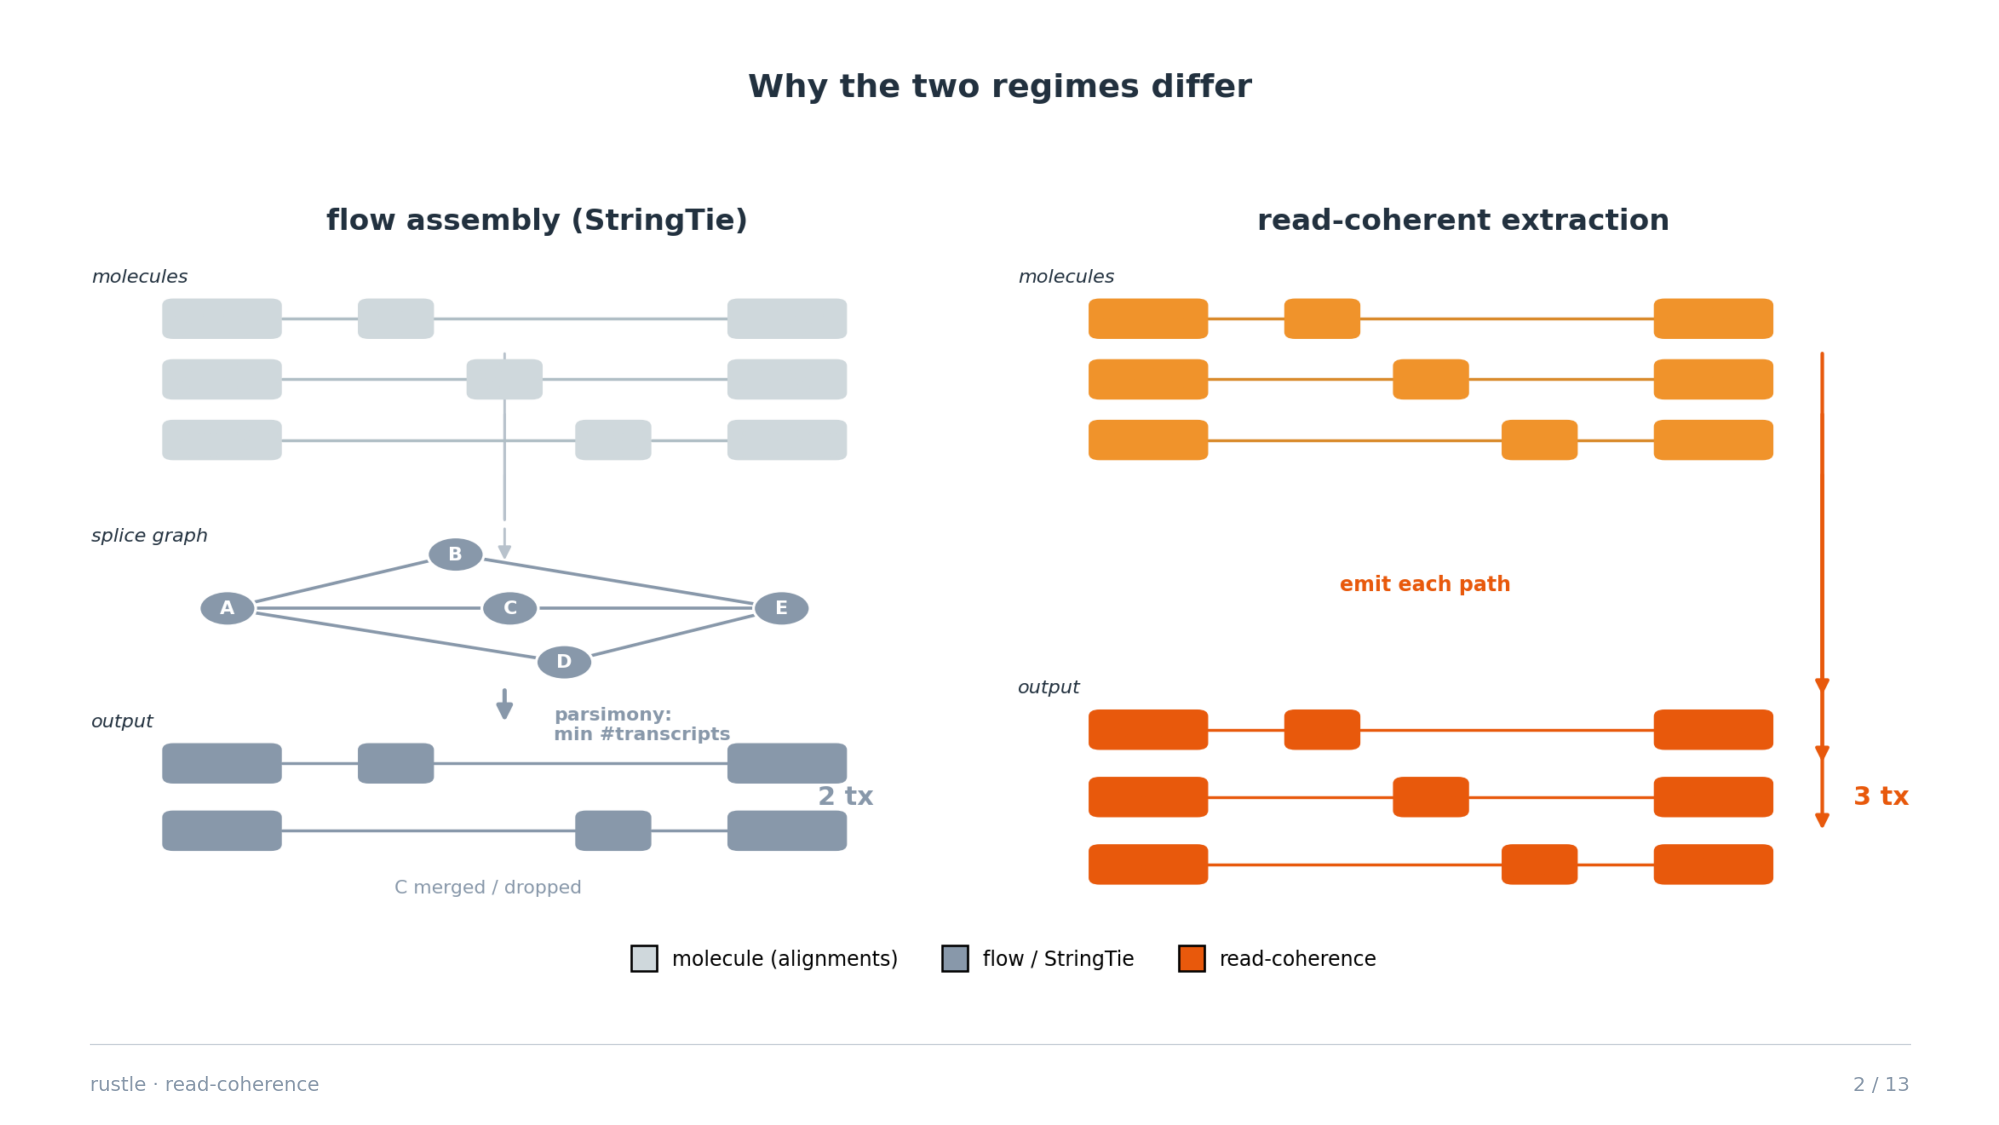 Why the two regimes differ
flow assembly (StringTie)
molecules
splice graph
B
A
C
E
D
parsimony:
min #transcripts
output
2 tx
C merged / dropped
read-coherent extraction
molecules
emit each path
output
3 tx
molecule (alignments)
flow / StringTie
read-coherence
rustle · read-coherence
2 / 13